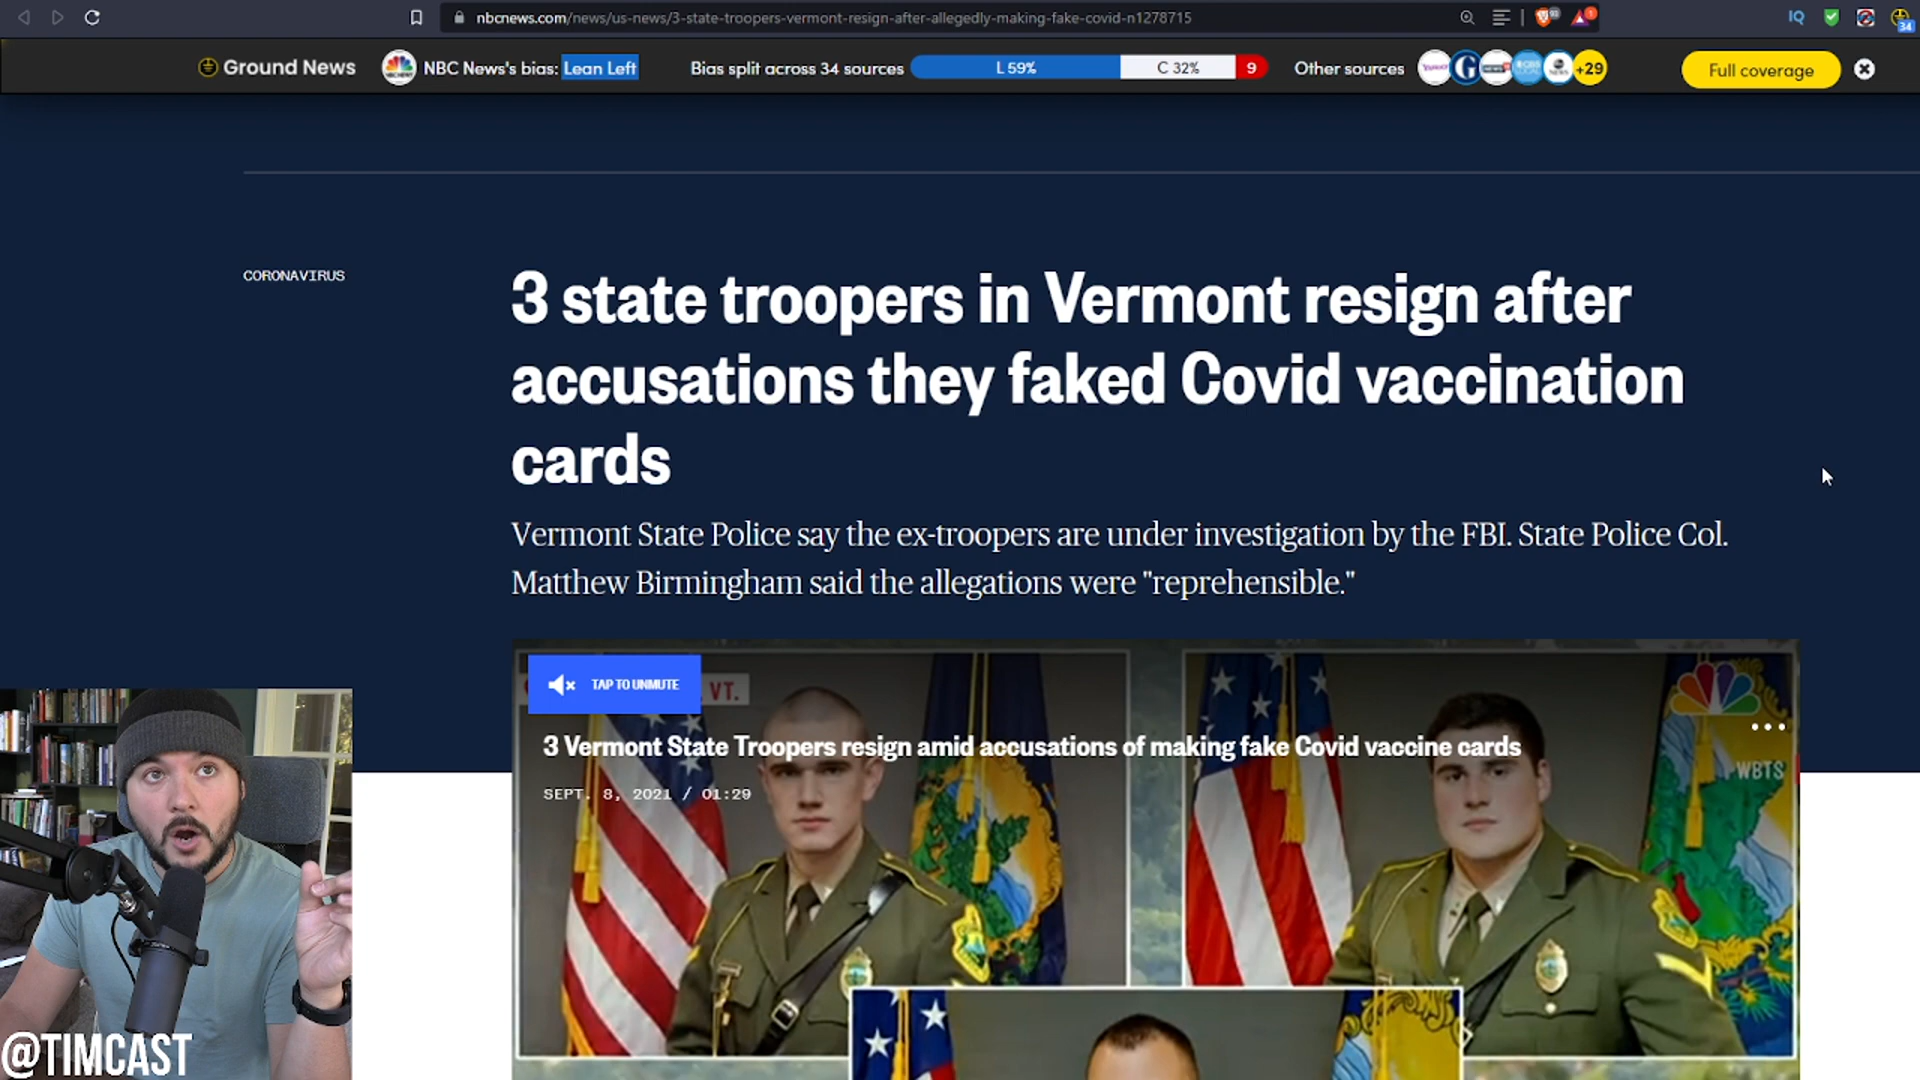 nbcnews.com/news/us-news/3-state-troopers-vermont-resign-after-allegedly-making-fake-covid-n1278715
IQ
34
Ground News
NBC News's bias: Lean Left
Bias split across 34 sources
L 59%
C 32%
9
Other sources
+29
Full coverage
CORONAVIRUS
3 state troopers in Vermont resign after
accusations they faked Covid vaccination
cards
Vermont State Police say the ex-troopers are under investigation by the FBI. State Police Col.
Matthew Birmingham said the allegations were "reprehensible."
TAP TO UNMUTE
VT.
3 Vermont State Troopers resign amid accusations of making fake Covid vaccine cards
WBTS
SEPT. 8, 2021 / 01:29
@TIMCAST